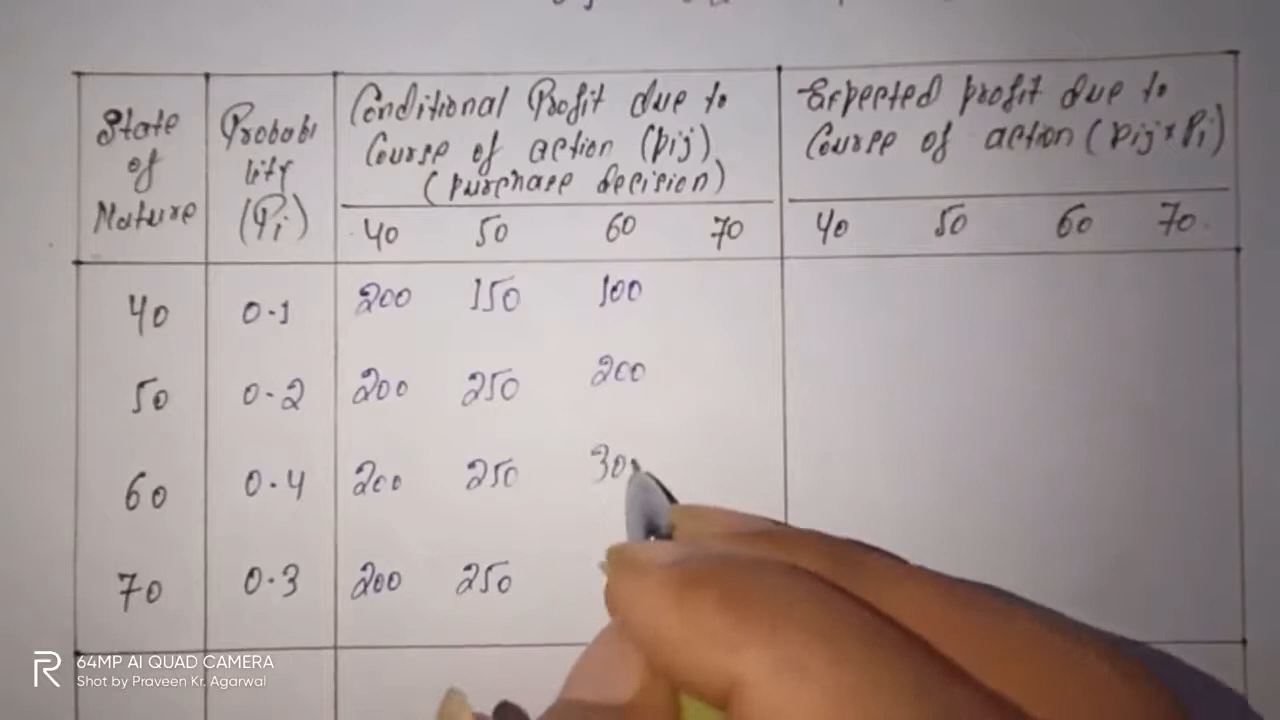 State of Nature
Probabi lity (Pi)
Conditional Profit due to
Course of action (Pij)
(purchase decision)
Expected profit due to
Course of action (Pij × Pi)
40 50 60 70
40 50 60 70
40 0.1 200 150 100
50 0.2 200 250 200
60 0.4 200 250 30
70 0.3 200 250
64MP AI QUAD CAMERA
Shot by Praveen Kr. Agarwal